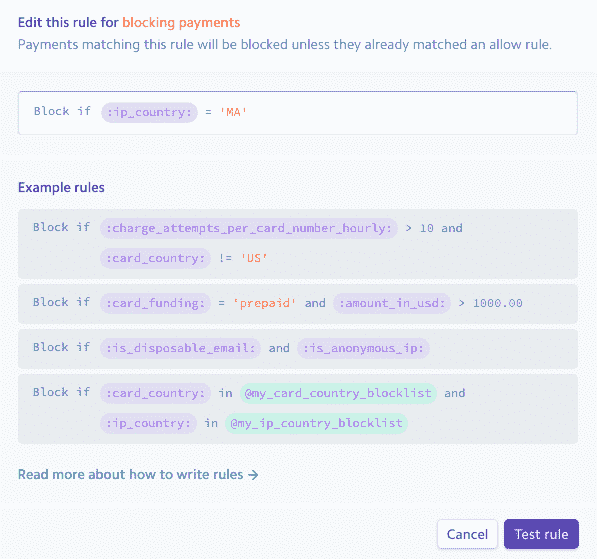 Edit this rule for blocking payments
Payments matching this rule will be blocked unless they already matched an allow rule.
Block if :ip_country: = 'MA'
Example rules
Block if :charge_attempts_per_card_number_hourly: > 10 and
:card_country: != 'US'
Block if :card_funding: = 'prepaid' and :amount_in_usd: > 1000.00
Block if :is_disposable_email: and :is_anonymous_ip:
Block if :card_country: in @my_card_country_blocklist and
:ip_country: in @my_ip_country_blocklist
Read more about how to write rules →
Cancel Test rule